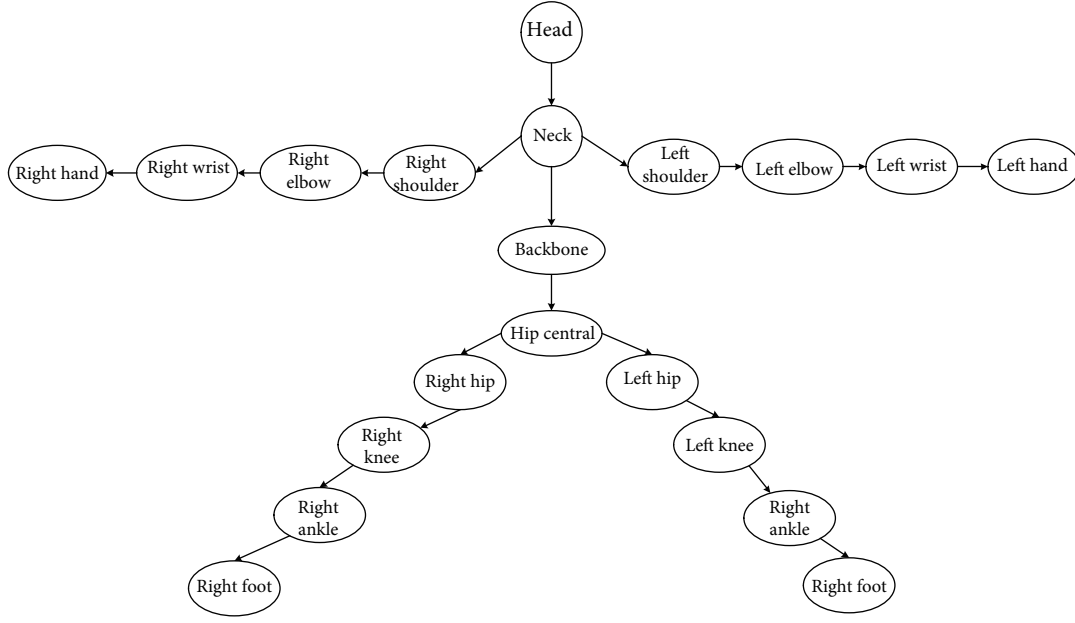 Head
Neck
Right hand
Right wrist
Right
elbow
Right
shoulder
Left
shoulder
Left elbow
Left wrist
Left hand
Backbone
Hip central
Right hip
Left hip
Right
knee
Left knee
Right
ankle
Right
ankle
Right foot
Right foot